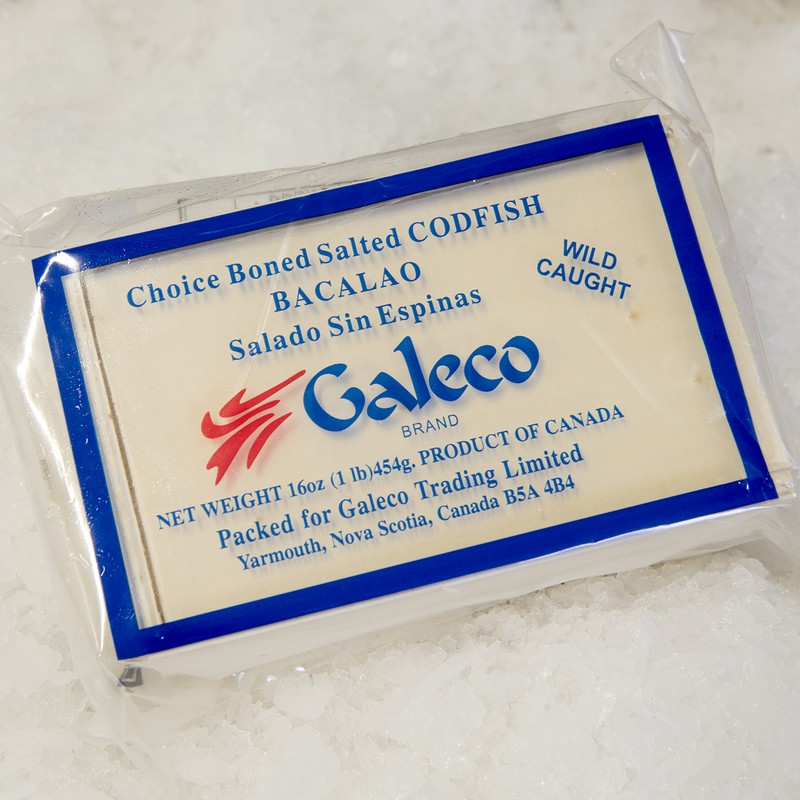 Choice Boned Salted CODFISH
BACALAO
Salado Sin Espinas
WILD
CAUGHT
Galeco
BRAND
NET WEIGHT 16oz (1 lb)454g. PRODUCT OF CANADA
Packed for Galeco Trading Limited
Yarmouth, Nova Scotia, Canada B5A 4B4